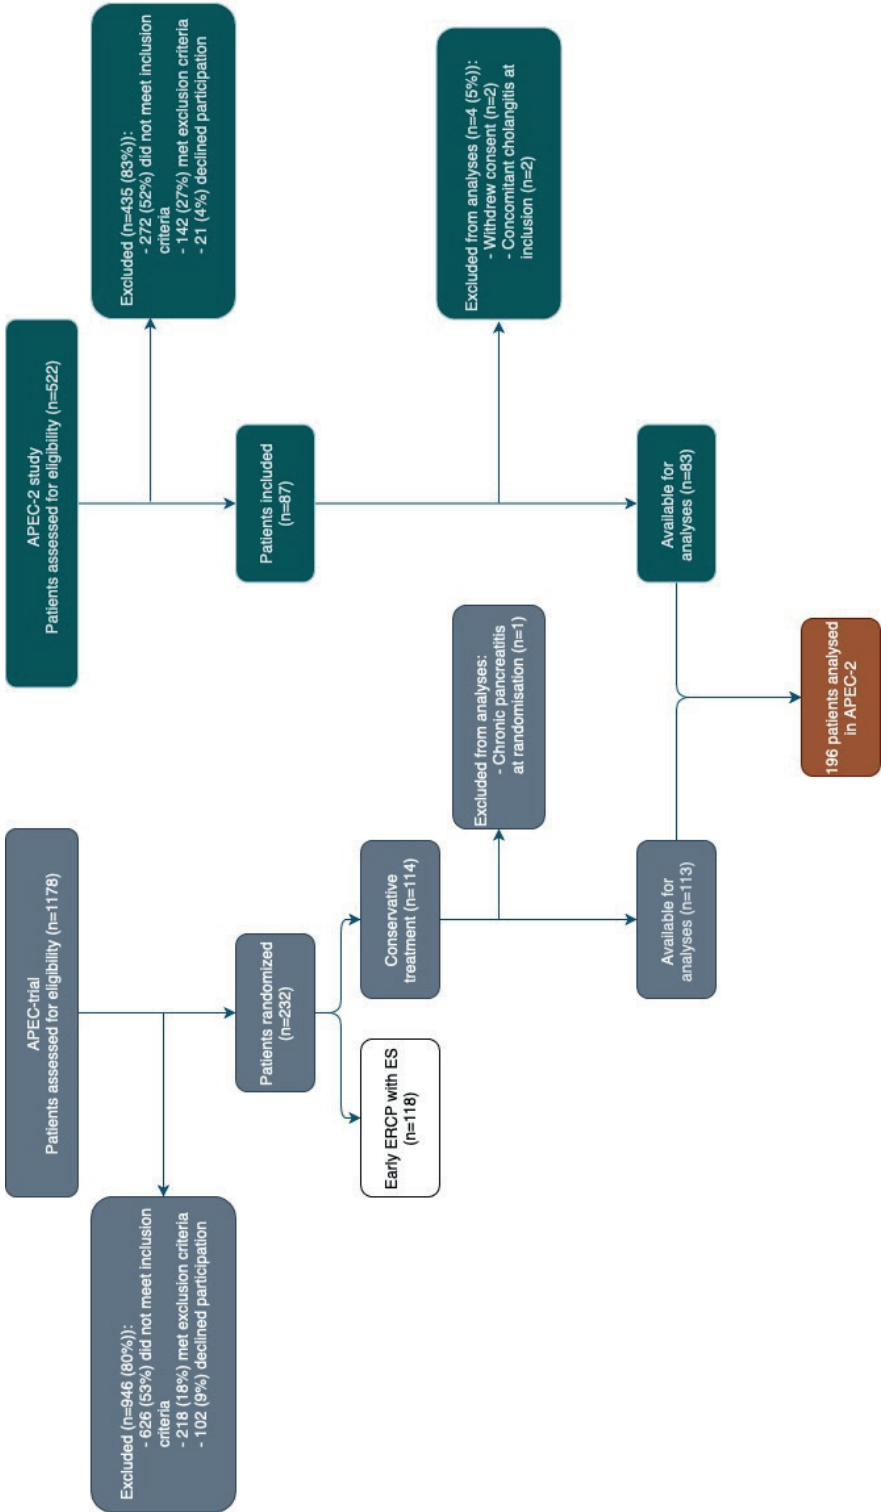 APEC-trial
Patients assessed for eligibility (n=1178)
Excluded (n=946 (80%)):
- 626 (53%) did not meet inclusion
criteria
- 218 (18%) met exclusion criteria
- 102 (9%) declined participation
Patients randomized
(n=232)
Early ERCP with ES
(n=118)
Conservative
treatment (n=114)
Excluded from analyses:
- Chronic pancreatitis
at randomisation (n=1)
Available for
analyses (n=113)
APEC-2 study
Patients assessed for eligibility (n=522)
Excluded (n=435 (83%)):
- 272 (52%) did not meet inclusion
criteria
- 142 (27%) met exclusion criteria
- 21 (4%) declined participation
Patients included
(n=87)
Excluded from analyses (n=4 (5%)):
- Withdrew consent (n=2)
- Concomitant cholangitis at
inclusion (n=2)
Available for
analyses (n=83)
196 patients analysed
in APEC-2